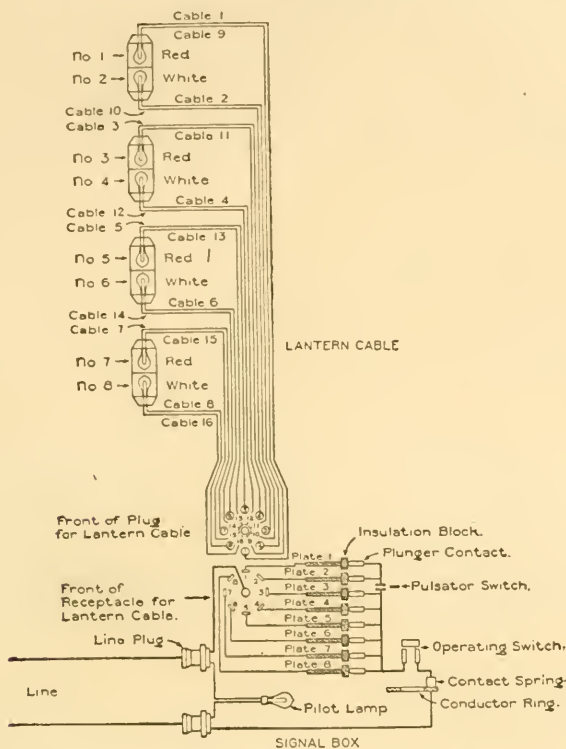 Cable 1
Cable 9
No 1 Red
No 2 White
Cable 10 Cable 2
Cable 3 Cable 11
No 3 Red
No 4 White
Cable 12 Cable 4
Cable 5 Cable 13
No 5 Red
No 6 White
Cable 14 Cable 6
Cable 7 Cable 15
No 7 Red
No 8 White
Cable 8
Cable 16
LANTERN CABLE
Front of Plug
for Lantern Cable
Insulation Block.
Plunger Contact.
Plate 1
Plate 2
Plate 3
Plate 4
Plate 5
Plate 6
Plate 7
Plate 8
Pulsator Switch.
Front of
Receptacle for
Lantern Cable.
Line Plug
Operating Switch.
Line
Contact Spring
Conductor Ring.
Pilot Lamp
SIGNAL BOX